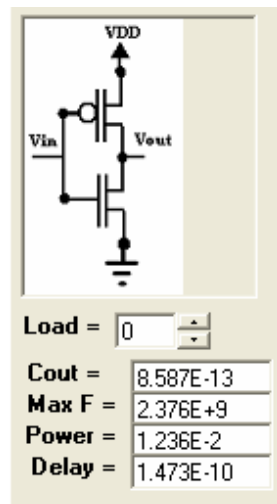 VDD
Vin Vout
Load = 0
Cout = 8.587E-13
Max F = 2.376E+9
Power = 1.236E-2
Delay = 1.473E-10